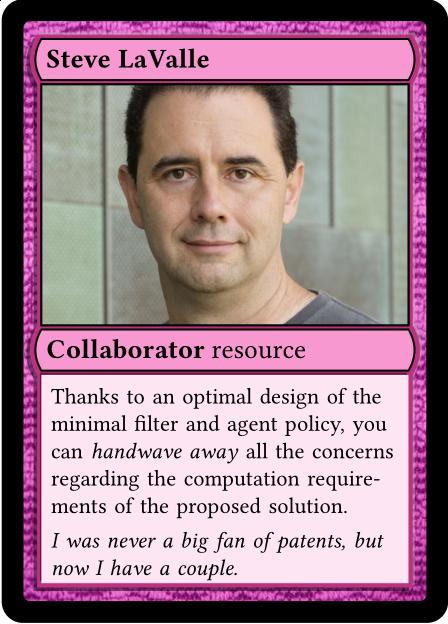 Steve LaValle
Collaborator resource
Thanks to an optimal design of the
minimal filter and agent policy, you
can handwave away all the concerns
regarding the computation require-
ments of the proposed solution.
I was never a big fan of patents, but
now I have a couple.